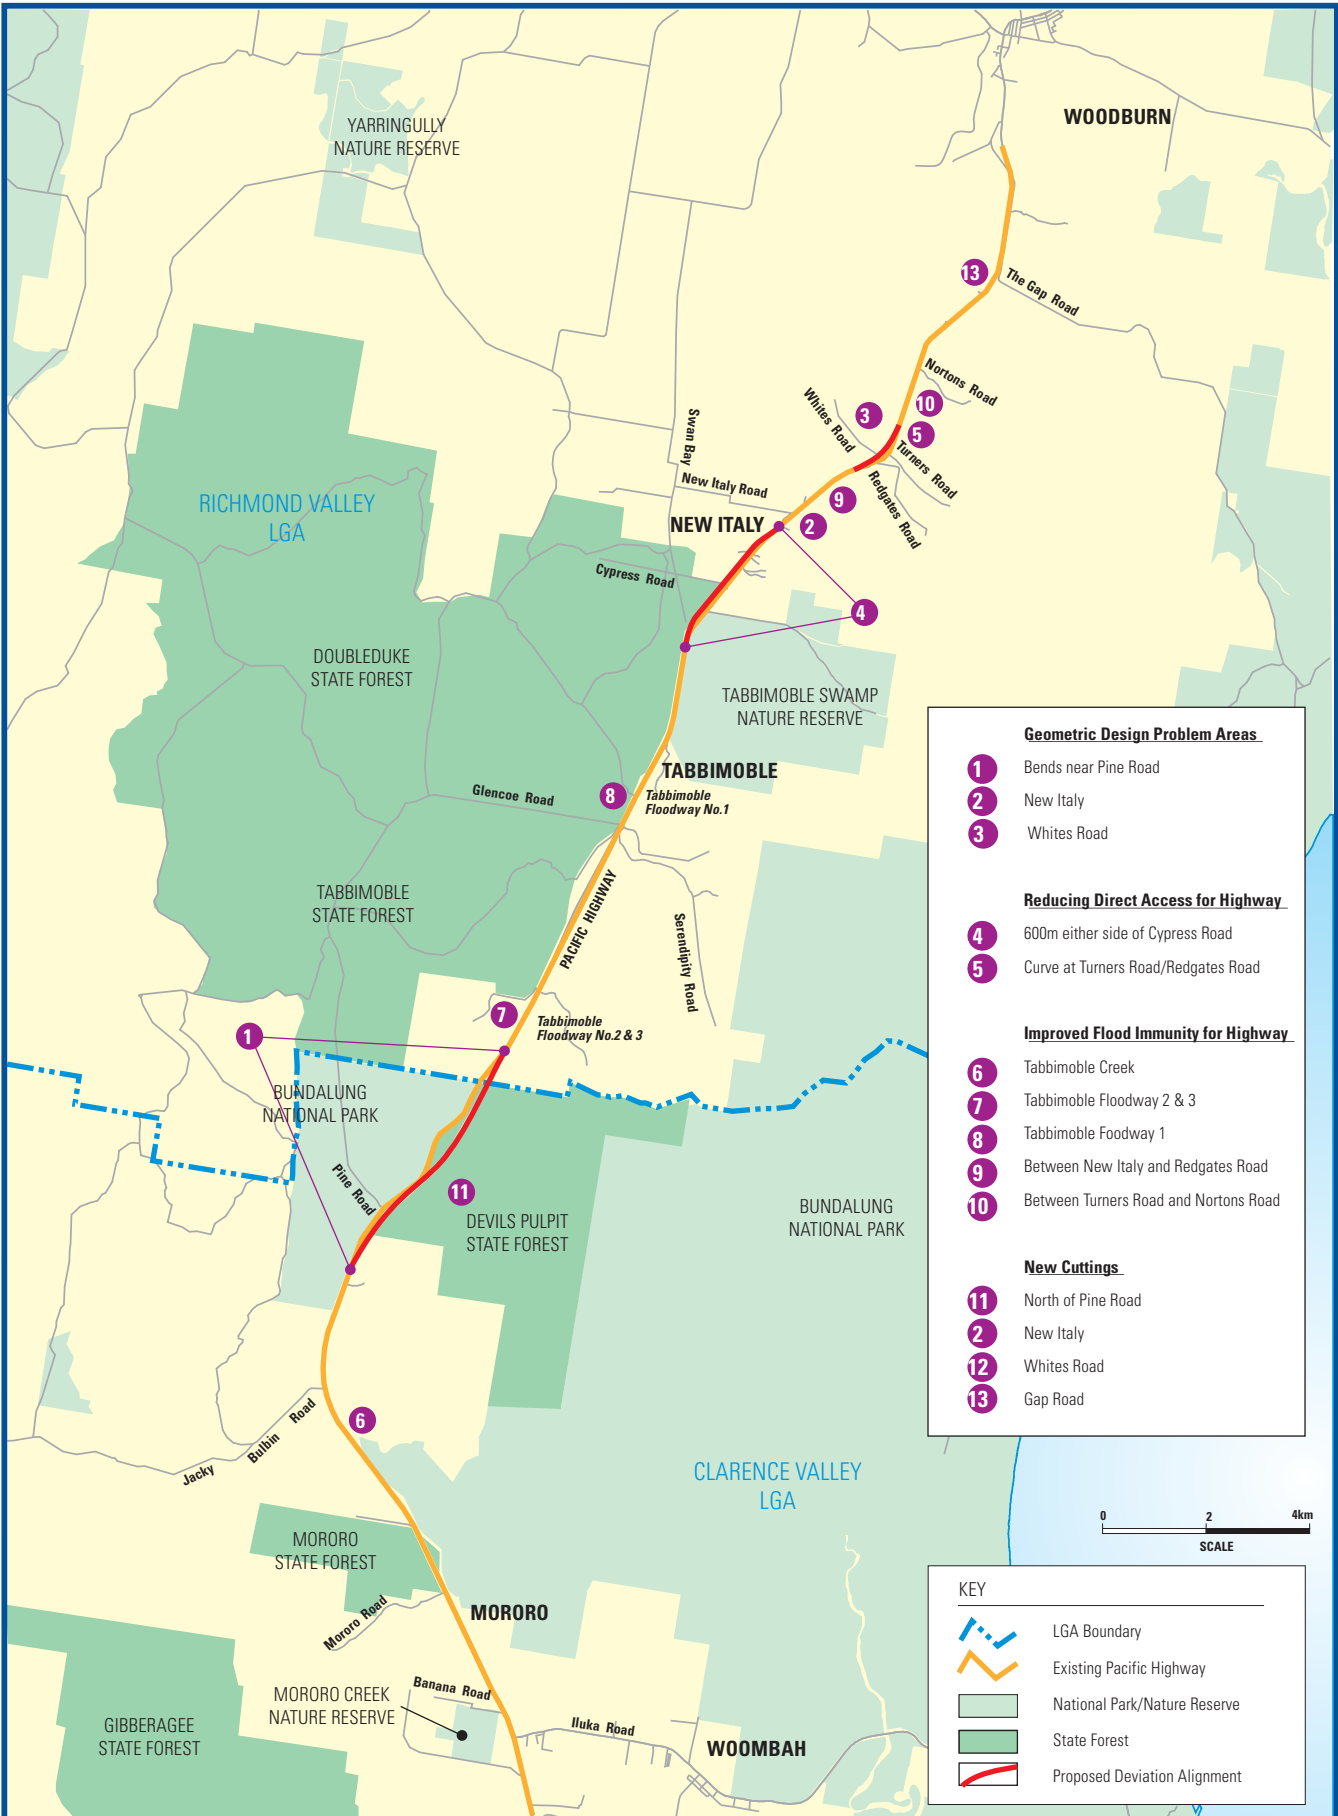 WOODBURN
YARRINGULLY
NATURE RESERVE
13
The Gap Road
Nortons Road
10
Whites Road
3
5
Turners Road
Swan Bay
New Italy Road
Redgates Road
9
RICHMOND VALLEY
LGA
NEW ITALY
2
Cypress Road
4
DOUBLEDUKE
STATE FOREST
TABBIMOBLE SWAMP
NATURE RESERVE
TABBIMOBLE
Glencoe Road
8
Tabbimoble
Floodway No.1
TABBIMOBLE
STATE FOREST
PACIFIC HIGHWAY
Serendipity Road
7
Tabbimoble
Floodway No.2 & 3
1
BUNDALUNG
NATIONAL PARK
Pine Road
11
DEVILS PULPIT
STATE FOREST
BUNDALUNG
NATIONAL PARK
Jacky Bulbin Road
6
CLARENCE VALLEY
LGA
MORORO
STATE FOREST
Mororo Road
MORORO
Banana Road
MORORO CREEK
NATURE RESERVE
Iluka Road
GIBBERAGEE
STATE FOREST
WOOMBAH
Geometric Design Problem Areas
1 Bends near Pine Road
2 New Italy
3 Whites Road
Reducing Direct Access for Highway
4 600m either side of Cypress Road
5 Curve at Turners Road/Redgates Road
Improved Flood Immunity for Highway
6 Tabbimoble Creek
7 Tabbimoble Floodway 2 & 3
8 Tabbimoble Foodway 1
9 Between New Italy and Redgates Road
10 Between Turners Road and Nortons Road
New Cuttings
11 North of Pine Road
2 New Italy
12 Whites Road
13 Gap Road
0 2 4km
SCALE
KEY
LGA Boundary
Existing Pacific Highway
National Park/Nature Reserve
State Forest
Proposed Deviation Alignment